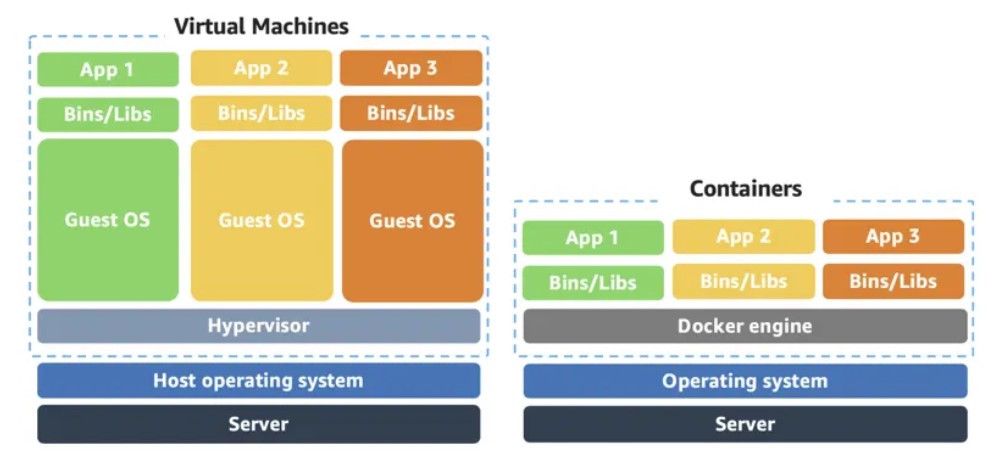 Virtual Machines
App 1
App 2
App 3
Bins/Libs
Bins/Libs
Bins/Libs
Guest OS
Guest OS
Guest OS
Hypervisor
Host operating system
Server
Containers
App 1
App 2
App 3
Bins/Libs
Bins/Libs
Bins/Libs
Docker engine
Operating system
Server